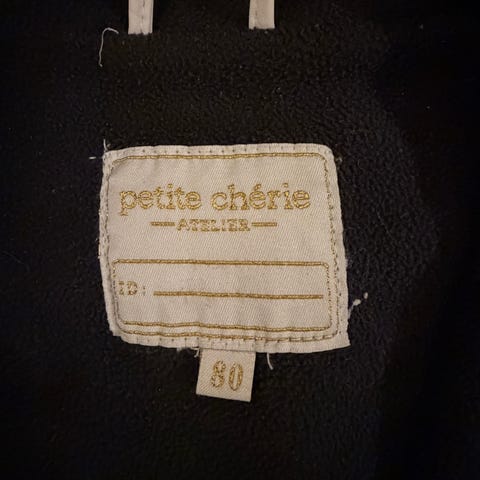 petite chérie
ATELIER
ID:
80